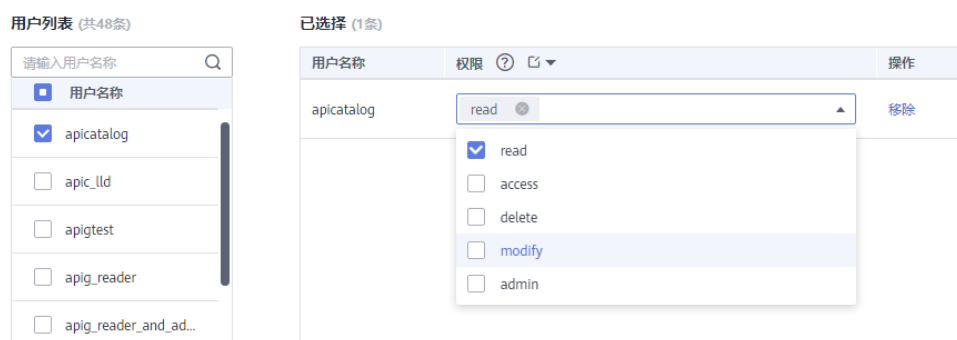 用户列表 (共48条)
请输入用户名称
用户名称
apicatalog
apic_lld
apigtest
apig_reader
apig_reader_and_ad...
已选择 (1条)
用户名称 权限 ? 操作
apicatalog read 移除
read
access
delete
modify
admin